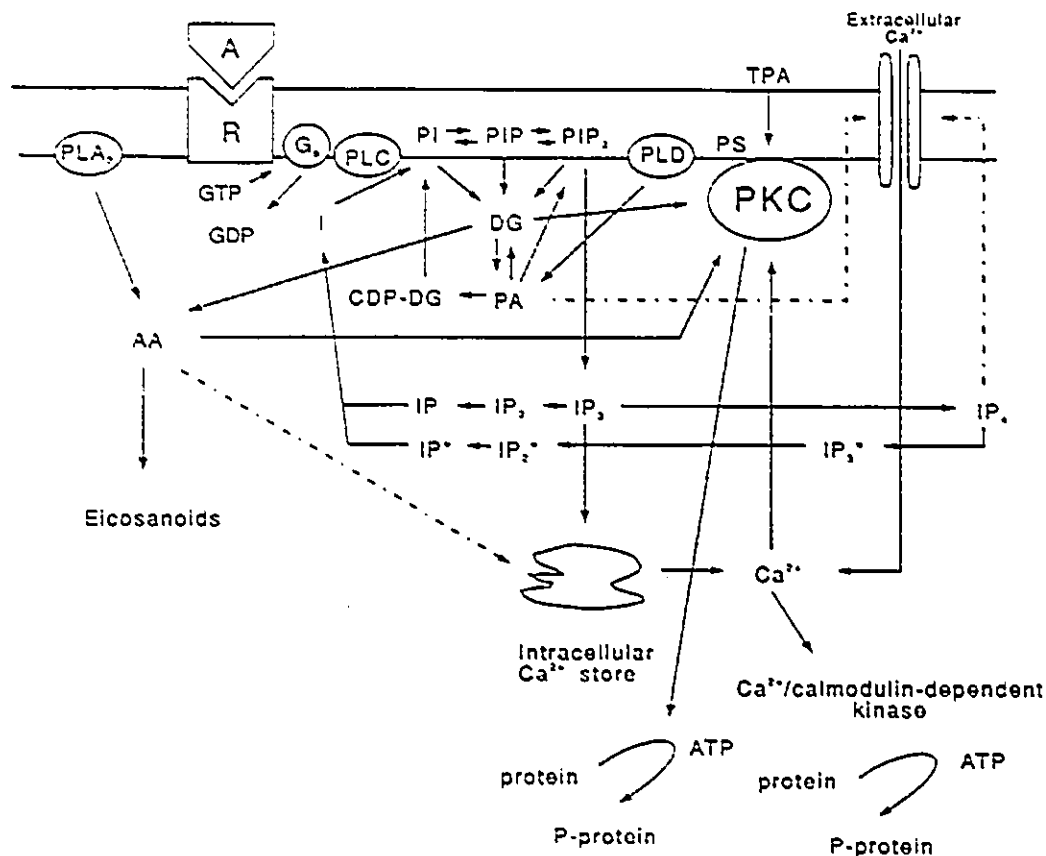 Extracellular
Ca²⁺
A
TPA
R
PLA₂
G
PLC
PI
PIP
PIP₂
PLD
PS
PKC
GTP
GDP
I
DG
CDP-DG
PA
AA
IP
IP₂
IP₃
IP₄
IP*
IP₂*
IP₃*
Eicosanoids
Ca²⁺
Intracellular
Ca²⁺ store
Ca²⁺/calmodulin-dependent
kinase
ATP
protein
P-protein
ATP
protein
P-protein